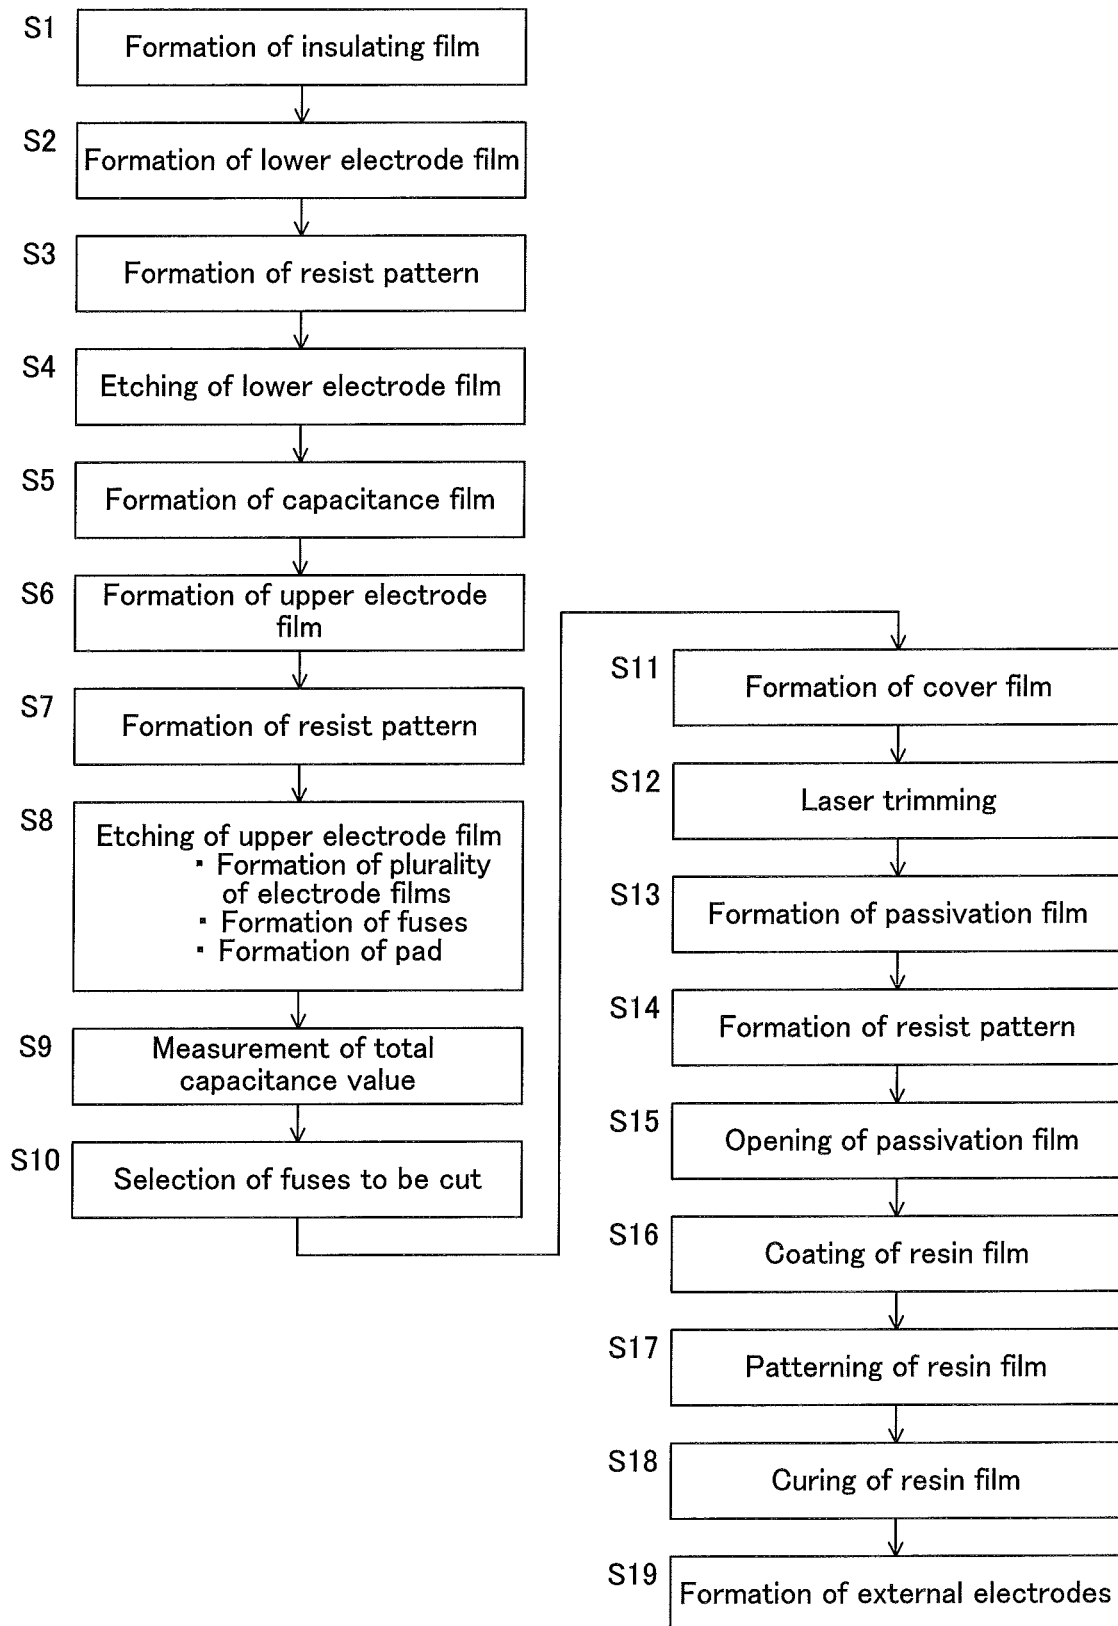 S1
Formation of insulating film
S2
Formation of lower electrode film
S3
Formation of resist pattern
S4
Etching of lower electrode film
S5
Formation of capacitance film
S6
Formation of upper electrode
film
S7
Formation of resist pattern
S8
Etching of upper electrode film
・Formation of plurality
of electrode films
・Formation of fuses
・Formation of pad
S9
Measurement of total
capacitance value
S10
Selection of fuses to be cut
S11
Formation of cover film
S12
Laser trimming
S13
Formation of passivation film
S14
Formation of resist pattern
S15
Opening of passivation film
S16
Coating of resin film
S17
Patterning of resin film
S18
Curing of resin film
S19
Formation of external electrodes